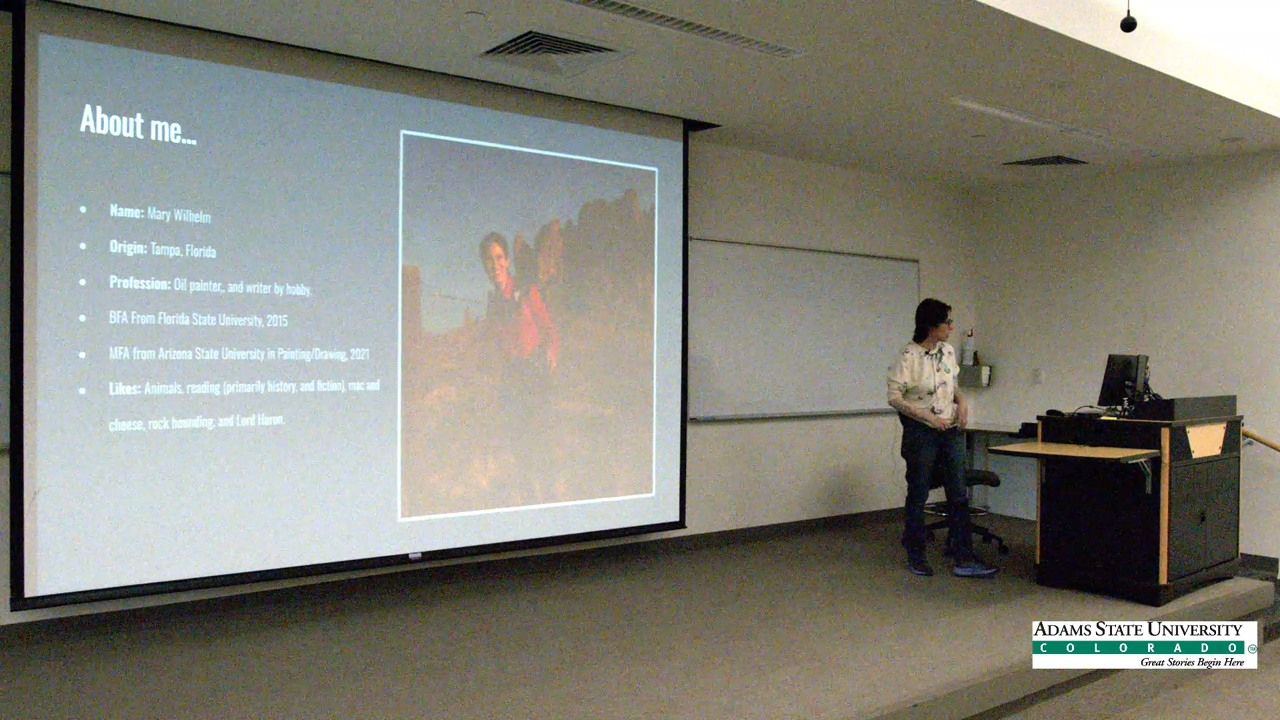 About me...
Name: Mary Wilhelm
Origin: Tampa, Florida
Profession: Oil painter,, and writer by hobby.
BFA From Florida State University, 2015
MFA from Arizona State University in Painting/Drawing, 2021
Likes: Animals, reading (primarily history, and fiction), mac and
cheese, rock hounding, and Lord Huron.
ADAMS STATE UNIVERSITY
COLORADO
Great Stories Begin Here